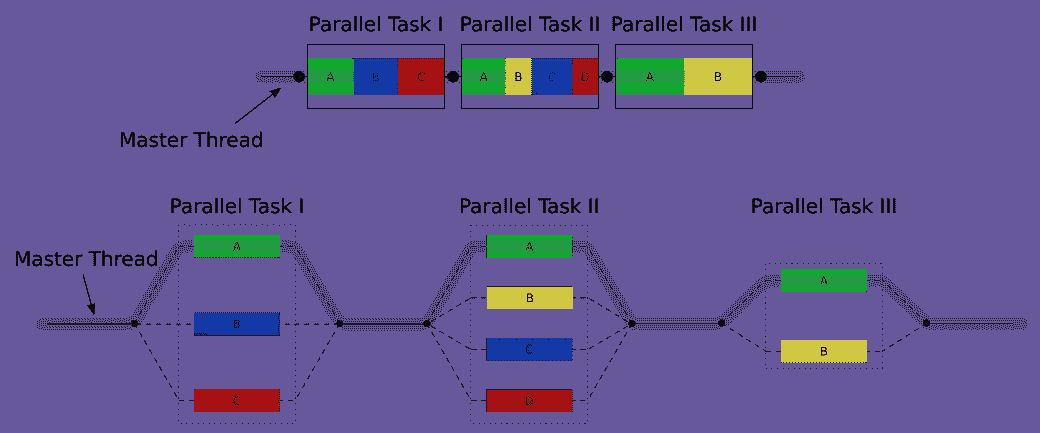 Parallel Task I Parallel Task II Parallel Task III
A B C A B C D A B
Master Thread
Parallel Task I Parallel Task II Parallel Task III
A A
Master Thread
A
B
B
C
B
C D